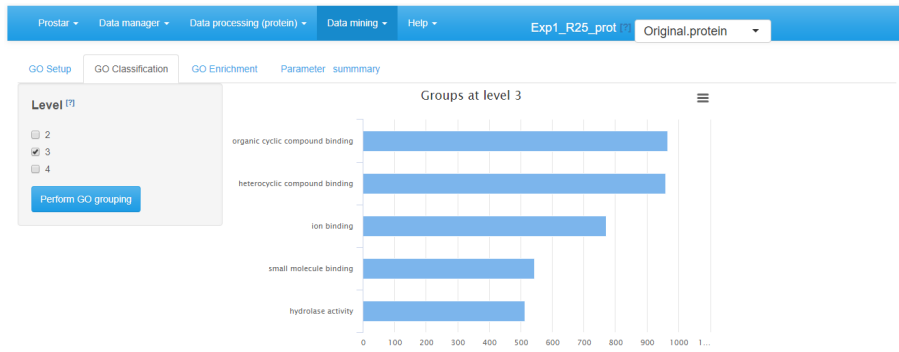 Prostar Data manager Data processing (protein) Data mining Help Exp1_R25_prot [?] Original.protein
GO Setup GO Classification GO Enrichment Parameter summmary
Level [?]
2
3
4
Perform GO grouping
Groups at level 3
organic cyclic compound binding
heterocyclic compound binding
ion binding
small molecule binding
hydrolase activity
0 100 200 300 400 500 600 700 800 900 1000 1...